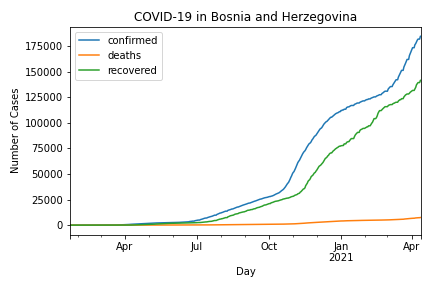 COVID-19 in Bosnia and Herzegovina
confirmed
deaths
recovered
Number of Cases
175000
150000
125000
100000
75000
50000
25000
0
Apr
Jul
Oct
Jan
2021
Apr
Day